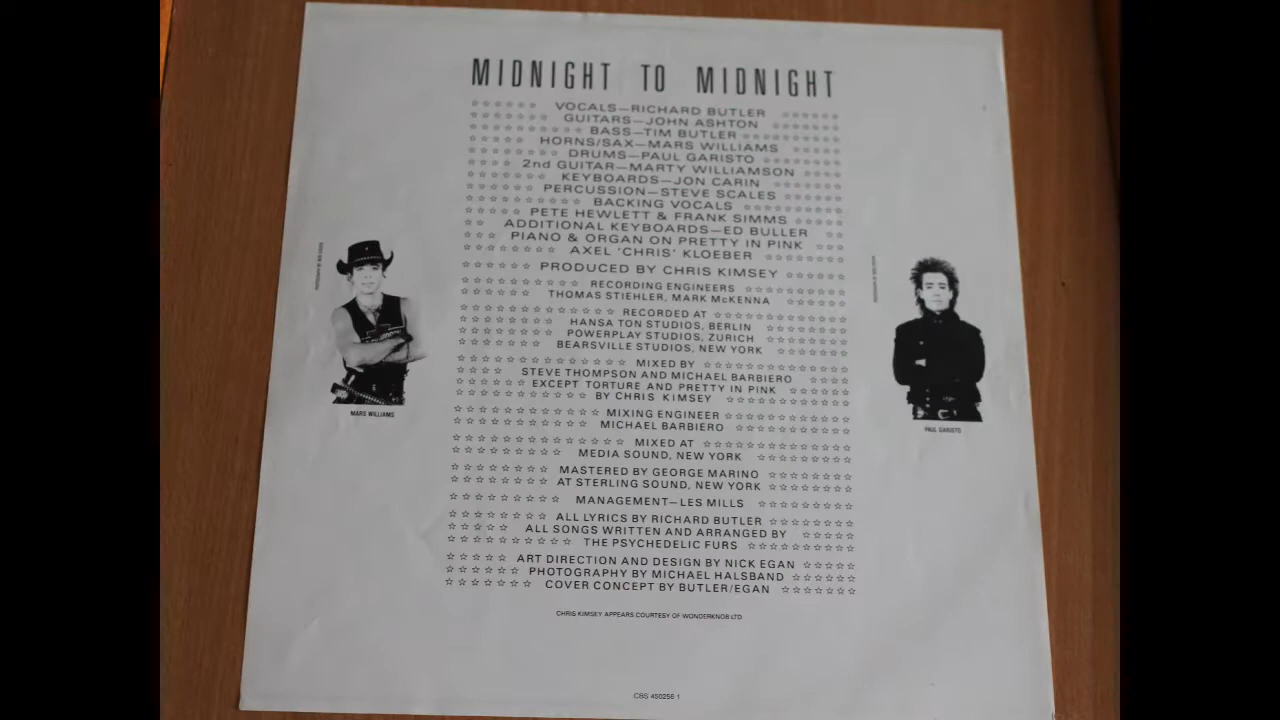 MIDNIGHT TO MIDNIGHT
VOCALS—RICHARD BUTLER
GUITARS—JOHN ASHTON
BASS—TIM BUTLER
HORNS/SAX—MARS WILLIAMS
DRUMS—PAUL GARISTO
2nd GUITAR—MARTY WILLIAMSON
KEYBOARDS—JON CARIN
PERCUSSION—STEVE SCALES
BACKING VOCALS
PETE HEWLETT & FRANK SIMMS
ADDITIONAL KEYBOARDS—ED BULLER
PIANO & ORGAN ON PRETTY IN PINK
AXEL 'CHRIS' KLOEBER
PRODUCED BY CHRIS KIMSEY
RECORDING ENGINEERS
THOMAS STIEHLER, MARK McKENNA
RECORDED AT
HANSA TON STUDIOS, BERLIN
POWERPLAY STUDIOS, ZURICH
BEARSVILLE STUDIOS, NEW YORK
MIXED BY
STEVE THOMPSON AND MICHAEL BARBIERO
EXCEPT TORTURE AND PRETTY IN PINK
BY CHRIS KIMSEY
MIXING ENGINEER
MICHAEL BARBIERO
MIXED AT
MEDIA SOUND, NEW YORK
MASTERED BY GEORGE MARINO
AT STERLING SOUND, NEW YORK
MANAGEMENT—LES MILLS
ALL LYRICS BY RICHARD BUTLER
ALL SONGS WRITTEN AND ARRANGED BY
THE PSYCHEDELIC FURS
ART DIRECTION AND DESIGN BY NICK EGAN
PHOTOGRAPHY BY MICHAEL HALSBAND
COVER CONCEPT BY BUTLER/EGAN
CHRIS KIMSEY APPEARS COURTESY OF WONDERKNOB LTD
CBS 450256 1
MARS WILLIAMS
PAUL GARISTO